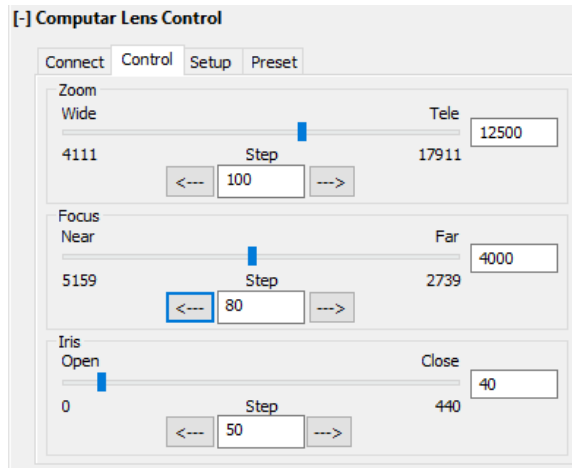 [-] Computar Lens Control
Connect Control Setup Preset
Zoom
Wide Tele
12500
4111 Step 17911
<--- 100 --->
Focus
Near Far
4000
5159 Step 2739
<--- 80 --->
Iris
Open Close
40
0 Step 440
<--- 50 --->